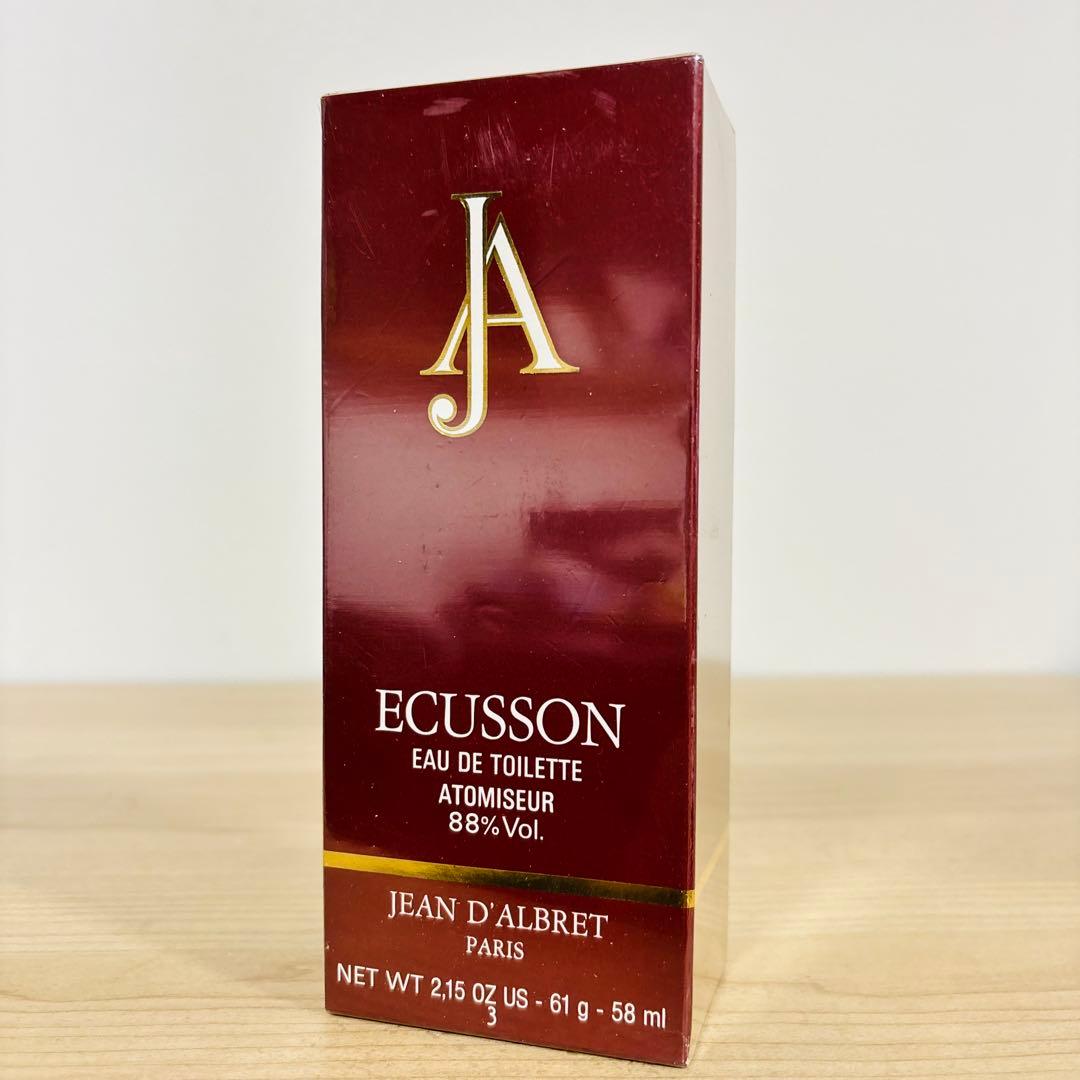 JA
ECUSSON
EAU DE TOILETTE
ATOMISEUR
88% Vol.
JEAN D'ALBRET
PARIS
NET WT 2,15 OZ US - 61 g - 58 ml
3